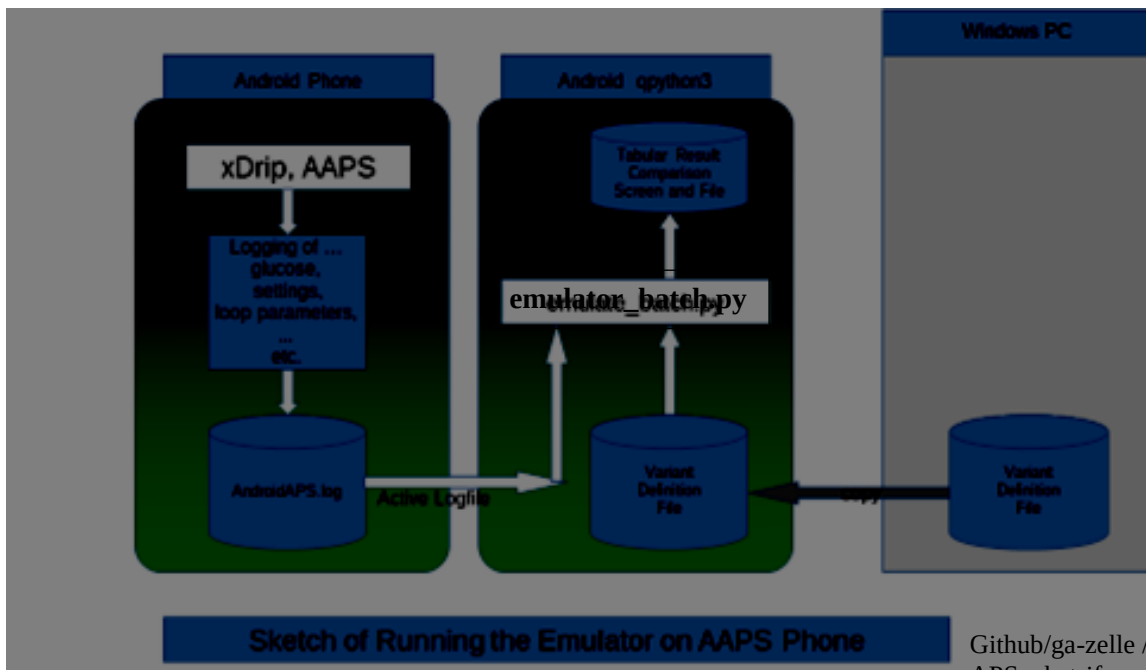 Windows PC
Android Phone
Android qpython3
xDrip, AAPS
Tabular Result
Comparison
Screen and File
Logging of ...
glucose,
settings,
loop parameters,
...
etc.
emulator_batch.py
AndroidAPS.log
Active Logfile
Variant
Definition
File
copy
Variant
Definition
File
Sketch of Running the Emulator on AAPS Phone
Github/ga-zelle /